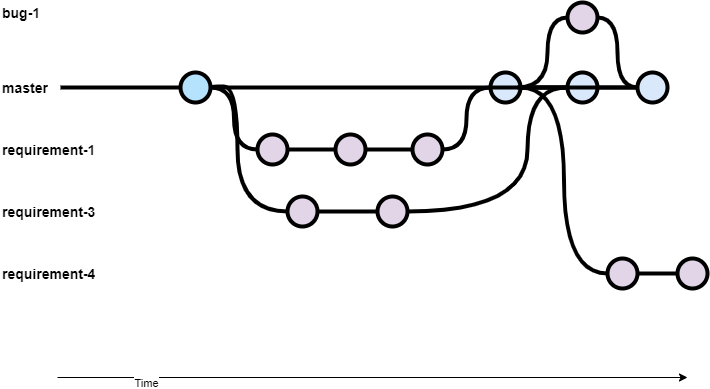 bug-1
master
requirement-1
requirement-3
requirement-4
Time